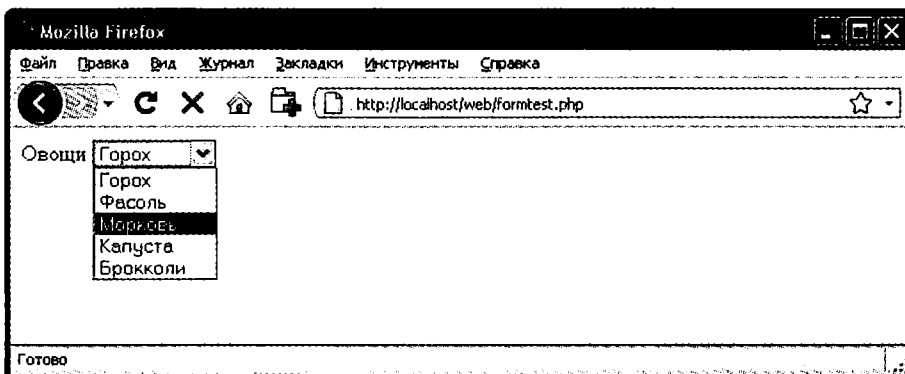 Mozilla Firefox
Файл Правка Вид Журнал Закладки Инструменты Справка
http://localhost/web/formtest.php
Овощи Горох
Горох
Фасоль
Морковь
Капуста
Брокколи
Готово